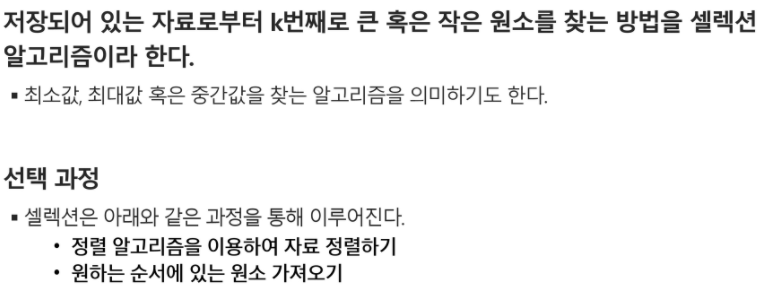 저장되어 있는 자료로부터 k번째로 큰 혹은 작은 원소를 찾는 방법을 셀렉션
알고리즘이라 한다.
▪ 최소값, 최대값 혹은 중간값을 찾는 알고리즘을 의미하기도 한다.
선택 과정
▪ 셀렉션은 아래와 같은 과정을 통해 이루어진다.
• 정렬 알고리즘을 이용하여 자료 정렬하기
• 원하는 순서에 있는 원소 가져오기